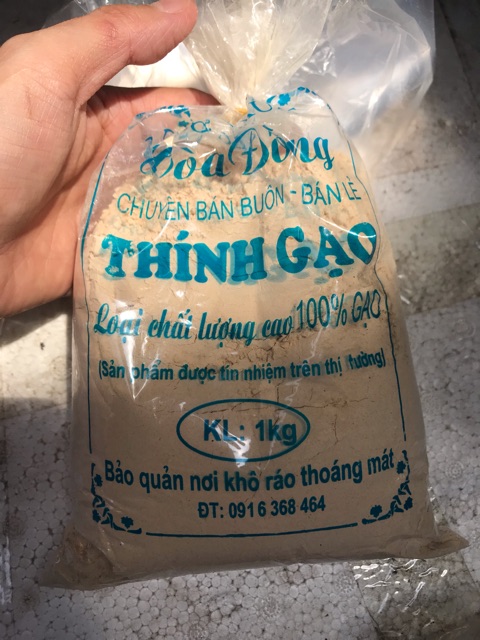 Hòa Đồng
CHUYÊN BÁN BUÔN - BÁN LẺ
THÍNH GẠO
Loại chất lượng cao 100% GẠO
(Sản phẩm được tín nhiệm trên thị trường)
KL: 1kg
Bảo quản nơi khô ráo thoáng mát
ĐT: 0916 368 464